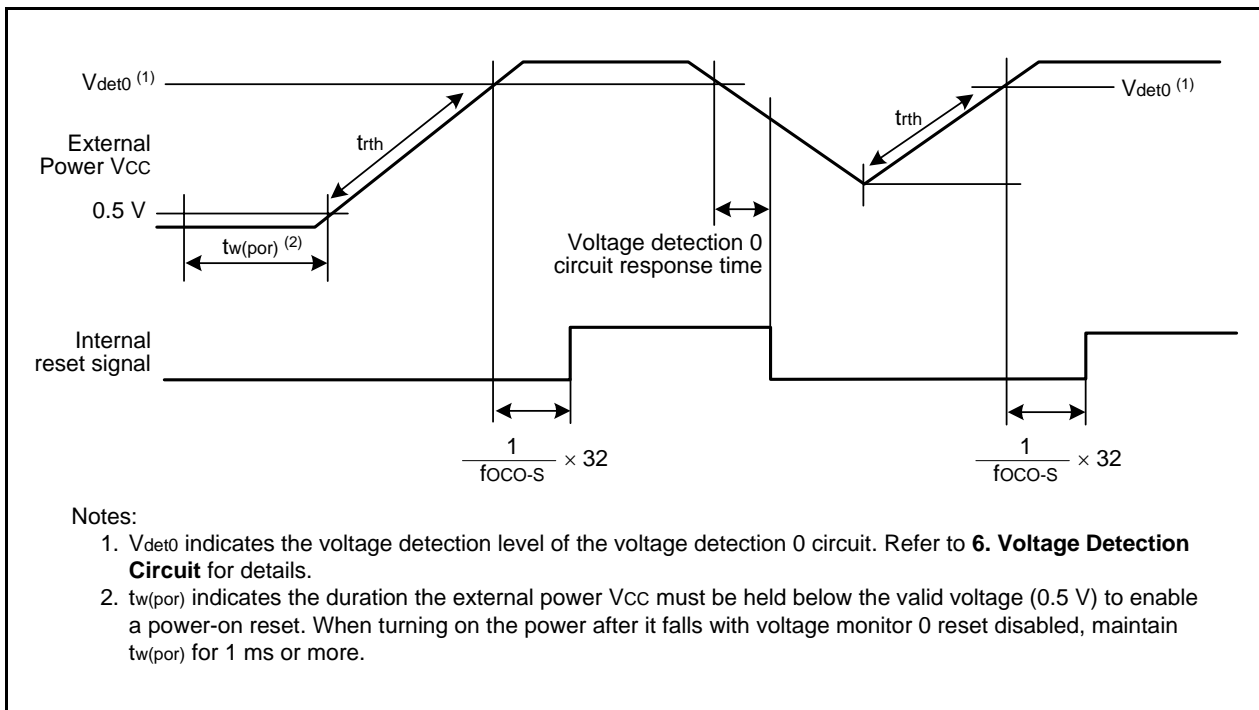 Vdet0 (1)
Vdet0 (1)
trth
trth
External
Power VCC
0.5 V
tw(por) (2)
Voltage detection 0
circuit response time
Internal
reset signal
1
fOCO-S
× 32
1
fOCO-S
× 32
Notes:
1. Vdet0 indicates the voltage detection level of the voltage detection 0 circuit. Refer to 6. Voltage Detection
Circuit for details.
2. tw(por) indicates the duration the external power VCC must be held below the valid voltage (0.5 V) to enable
a power-on reset. When turning on the power after it falls with voltage monitor 0 reset disabled, maintain
tw(por) for 1 ms or more.